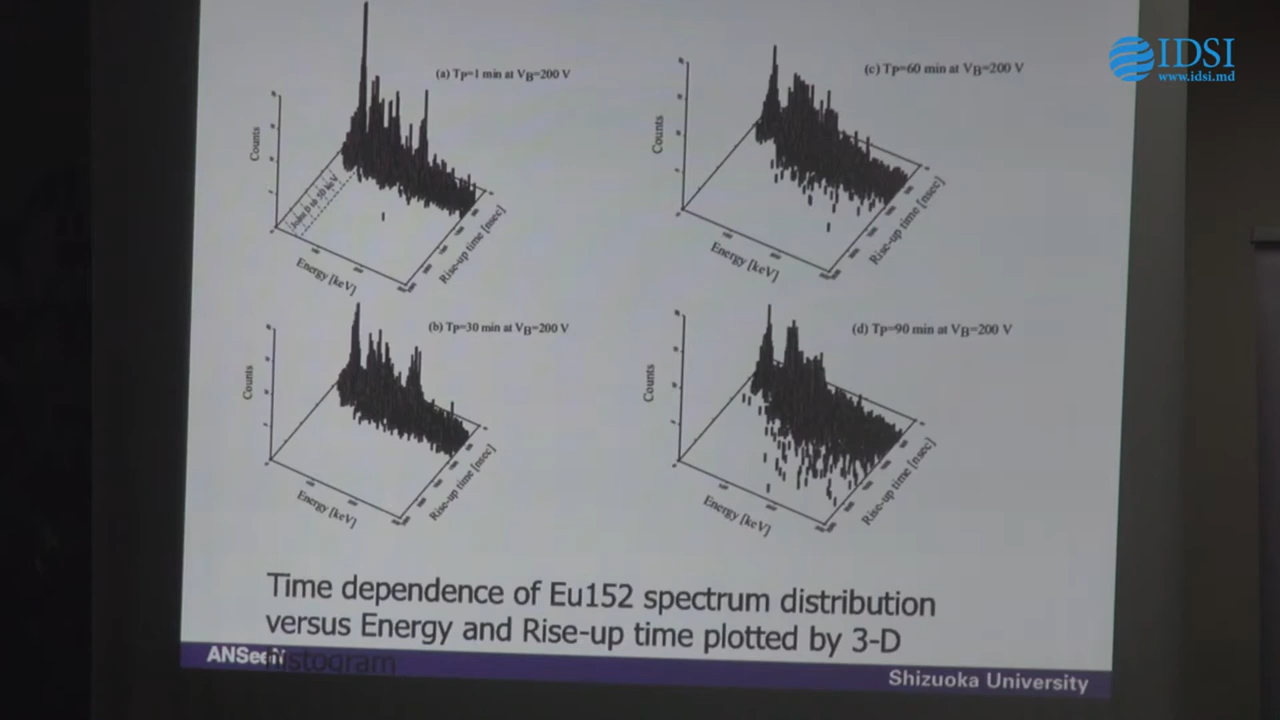 IDSI
www.idsi.md
(a) TP=1 min at VB=200 V
Counts
Energy [keV]
Rise-up time [nsec]
(c) TP=60 min at VB=200 V
Counts
Energy [keV]
Rise-up time [nsec]
(b) TP=30 min at VB=200 V
Counts
Energy [keV]
Rise-up time [nsec]
(d) TP=90 min at VB=200 V
Counts
Energy [keV]
Rise-up time [nsec]
Time dependence of Eu152 spectrum distribution
versus Energy and Rise-up time plotted by 3-D
histogram
ANSeeN
Shizuoka University